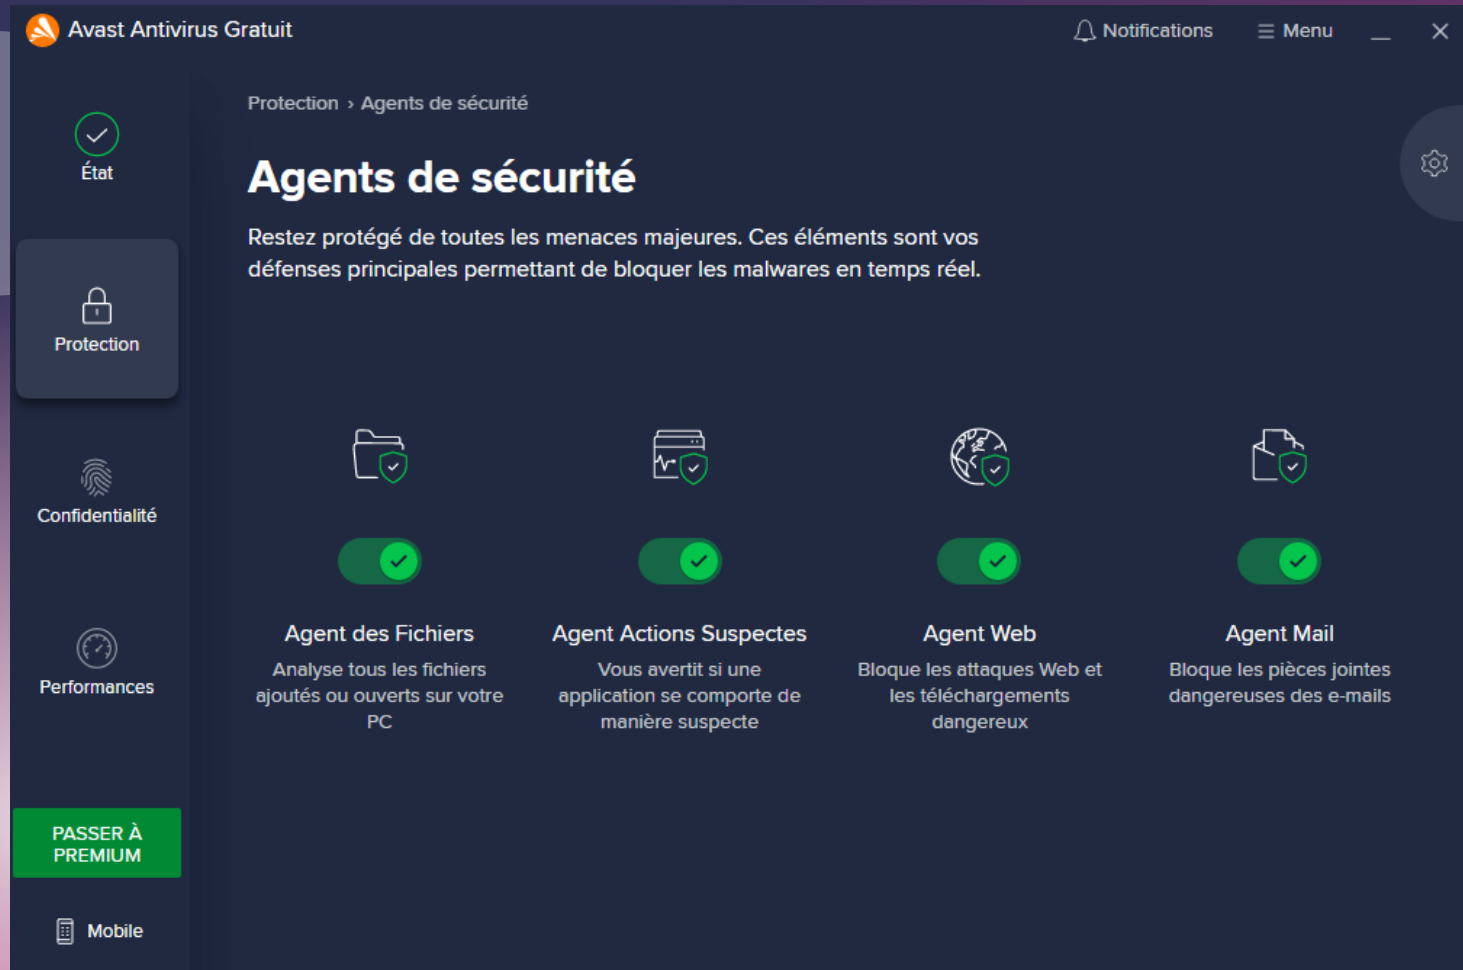 Avast Antivirus Gratuit
Notifications
Menu
État
Protection
Confidentialité
Performances
PASSER À
PREMIUM
Mobile
Protection › Agents de sécurité
Agents de sécurité
Restez protégé de toutes les menaces majeures. Ces éléments sont vos
défenses principales permettant de bloquer les malwares en temps réel.
Agent des Fichiers
Analyse tous les fichiers
ajoutés ou ouverts sur votre
PC
Agent Actions Suspectes
Vous avertit si une
application se comporte de
manière suspecte
Agent Web
Bloque les attaques Web et
les téléchargements
dangereux
Agent Mail
Bloque les pièces jointes
dangereuses des e-mails